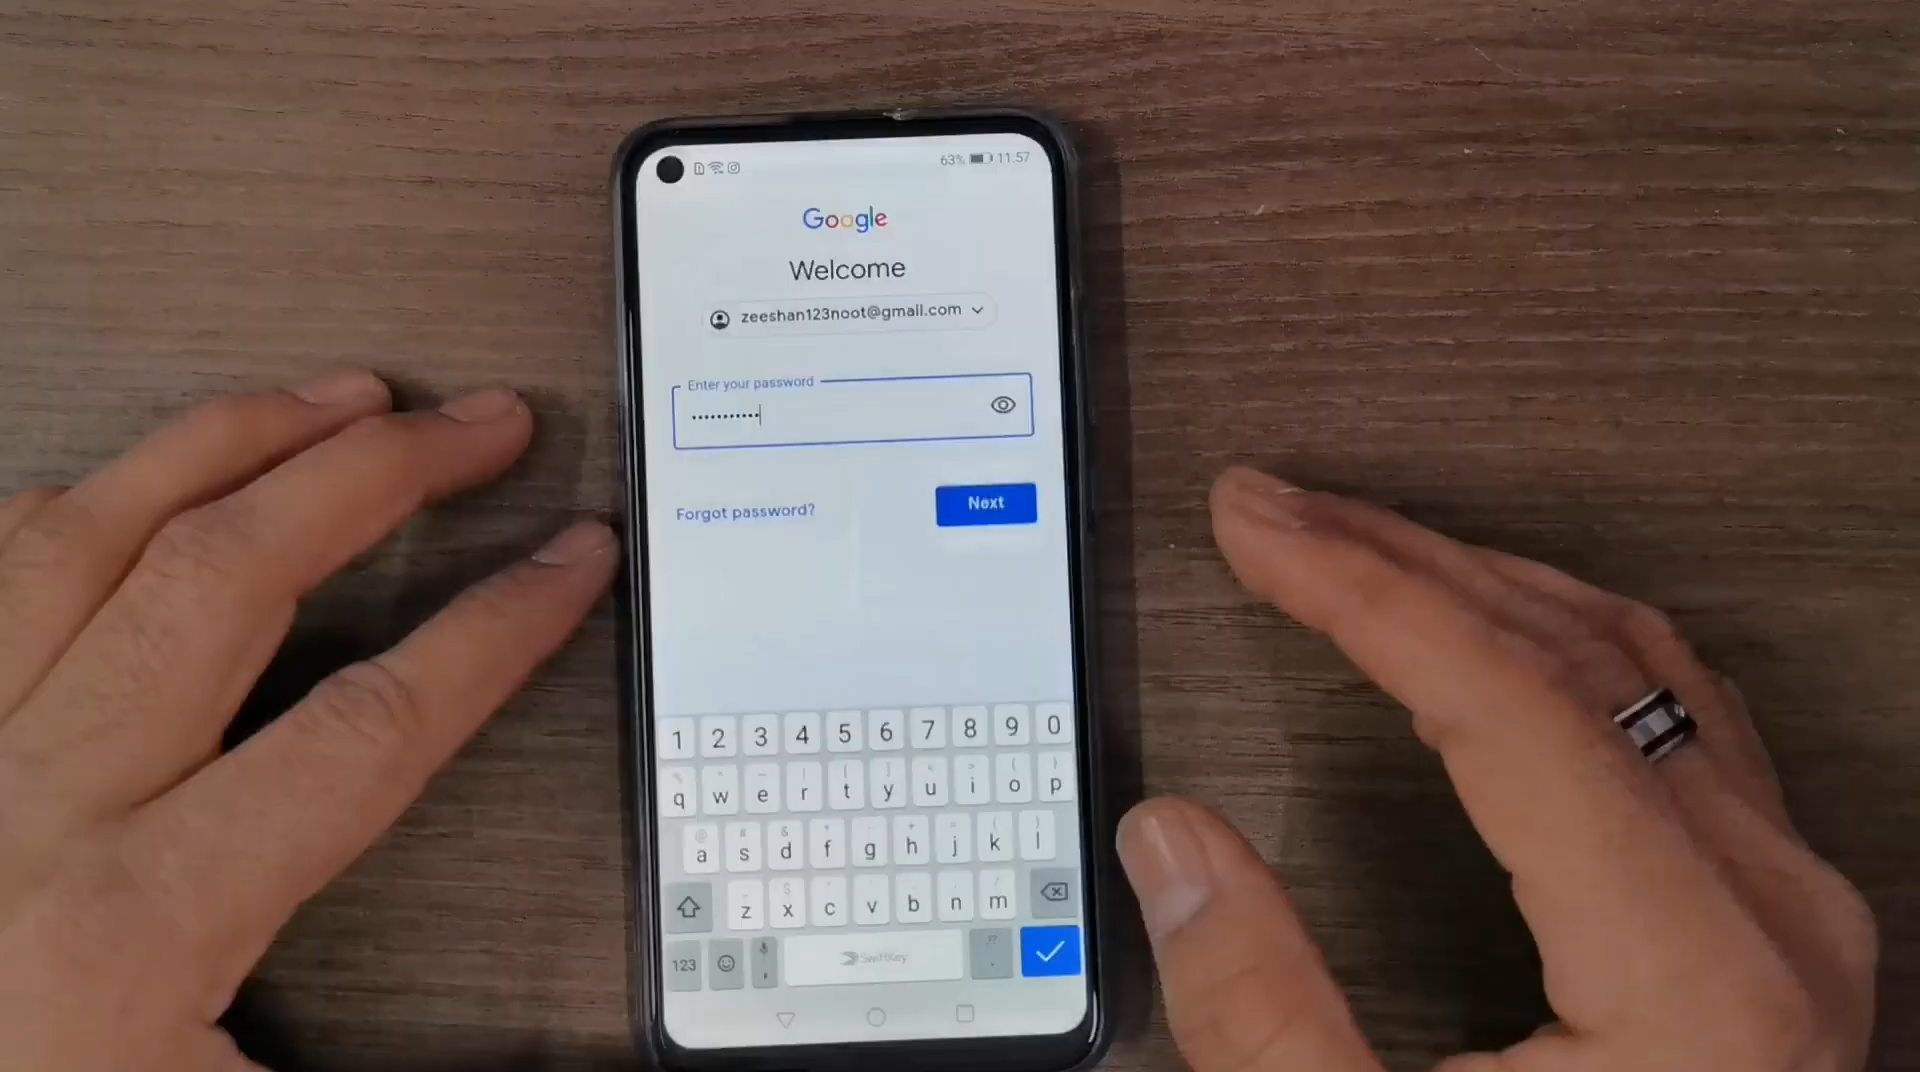 63% 11:57
Google
Welcome
zeeshan123noot@gmail.com
Enter your password
•••••••••••
Forgot password? Next
1 2 3 4 5 6 7 8 9 0
q w e r t y u i o p
a s d f g h j k l
z x c v b n m
123 , SwiftKey .